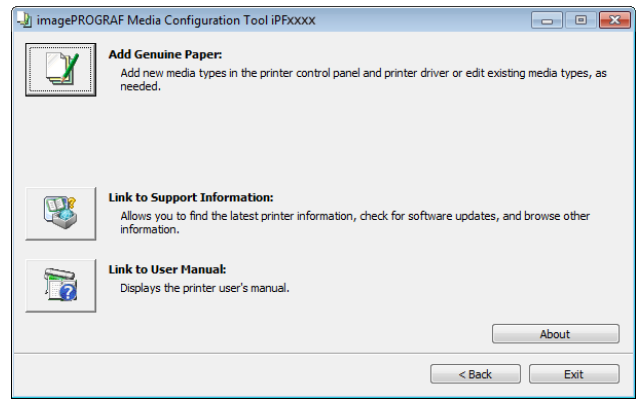 imagePROGRAF Media Configuration Tool iPFxxxx
Add Genuine Paper:
Add new media types in the printer control panel and printer driver or edit existing media types, as
needed.
Link to Support Information:
Allows you to find the latest printer information, check for software updates, and browse other
information.
Link to User Manual:
Displays the printer user's manual.
About
< Back
Exit